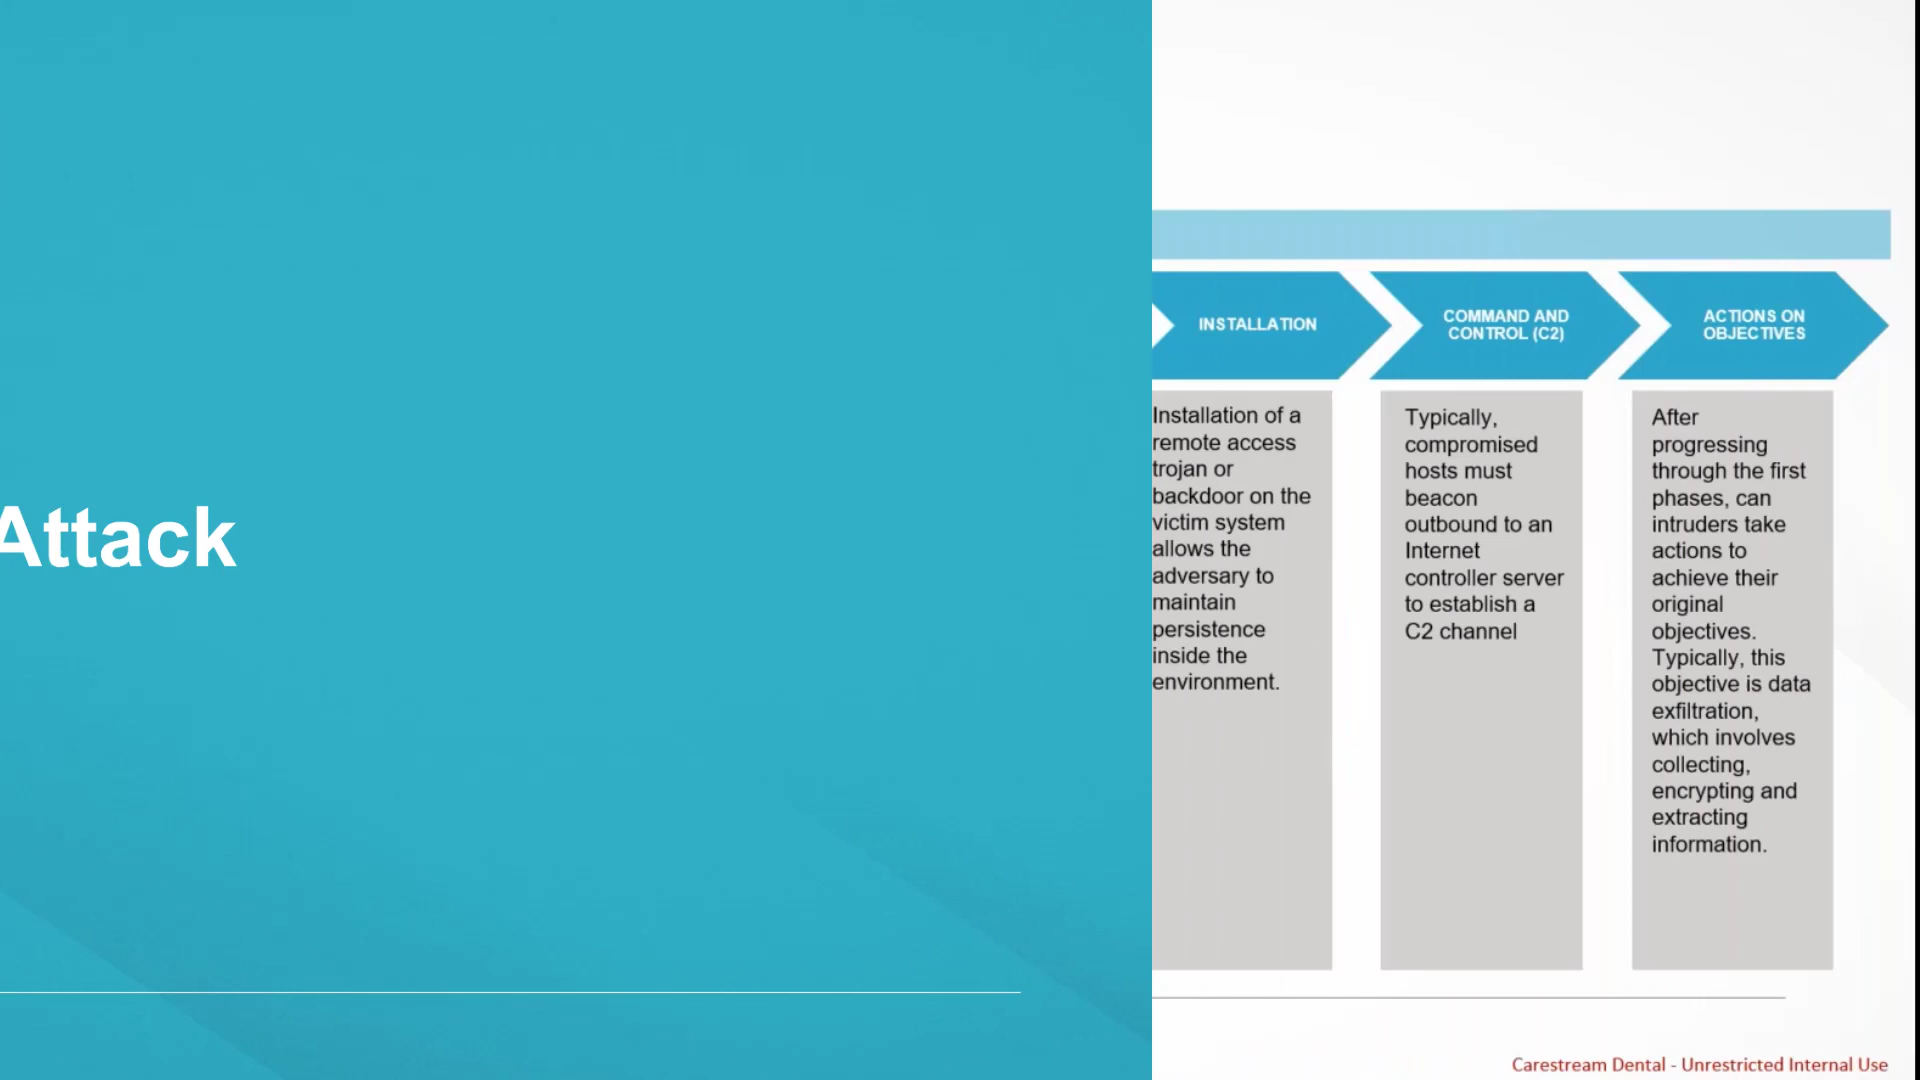 Attack
INSTALLATION
Installation of a
remote access
trojan or
backdoor on the
victim system
allows the
adversary to
maintain
persistence
inside the
environment.
COMMAND AND
CONTROL (C2)
Typically,
compromised
hosts must
beacon
outbound to an
Internet
controller server
to establish a
C2 channel
ACTIONS ON
OBJECTIVES
After
progressing
through the first
phases, can
intruders take
actions to
achieve their
original
objectives.
Typically, this
objective is data
exfiltration,
which involves
collecting,
encrypting and
extracting
information.
Carestream Dental - Unrestricted Internal Use